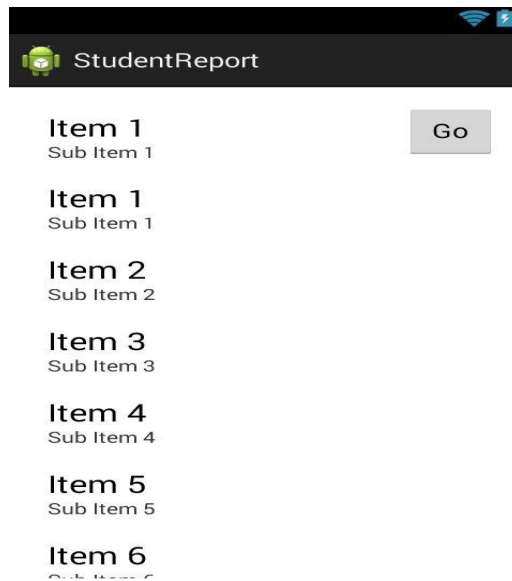 StudentReport
Item 1
Go
Sub Item 1
Item 1
Sub Item 1
Item 2
Sub Item 2
Item 3
Sub Item 3
Item 4
Sub Item 4
Item 5
Sub Item 5
Item 6